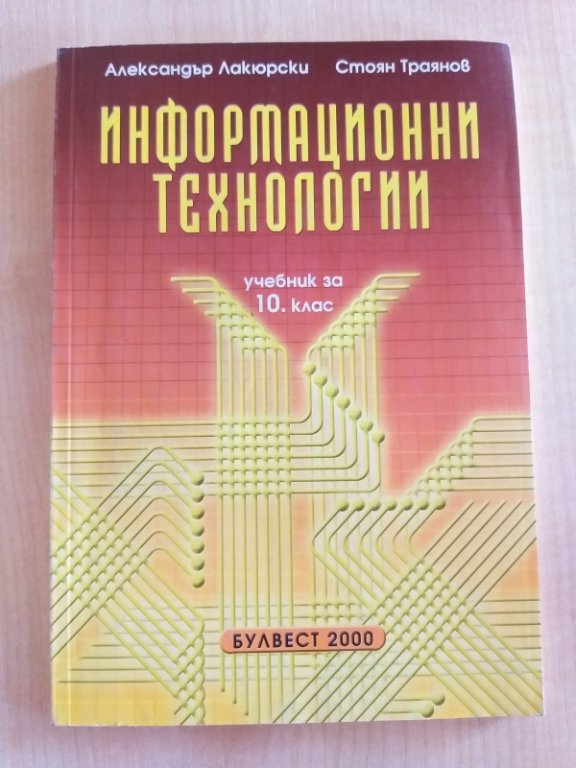 Александър Лакюрски Стоян Траянов
ИНФОРМАЦИОННИ
ТЕХНОЛОГИИ
учебник за
10. клас
БУЛВЕСТ 2000